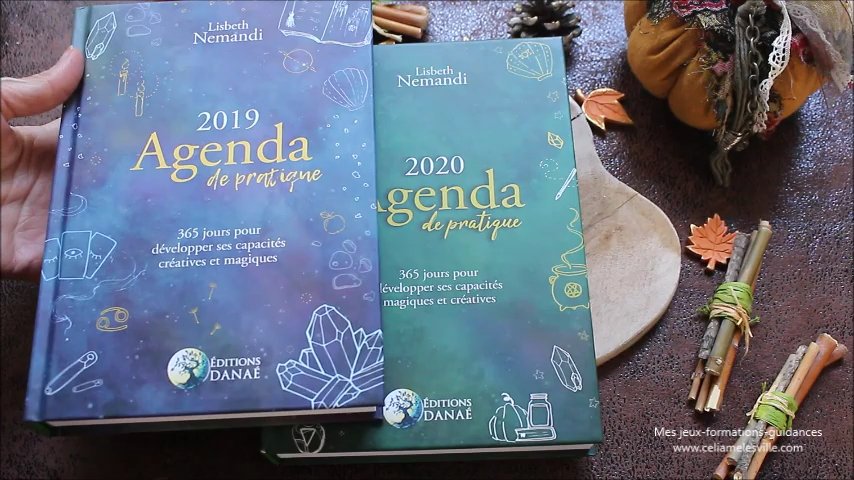 Lisbeth
Nemandi
2019
Agenda
de pratique
365 jours pour
développer ses capacités
créatives et magiques
ÉDITIONS
DANAÉ
Lisbeth
Nemandi
2020
genda
de pratique
365 jours pour
développer ses capacités
magiques et créatives
ÉDITIONS
DANAÉ
Mes jeux-formations-guidances
www.celiamelesville.com